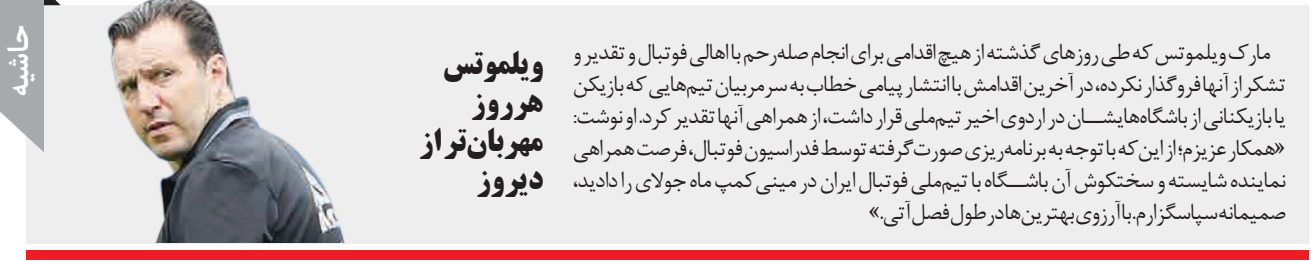 حاشیه
ویلموتس
هر روز
مهربان‌تر از
دیروز
مارک ویلموتس که طی روزهای گذشته از هیچ اقدامی برای انجام صله‌رحم با اهالی فوتبال و تقدیر و
تشکر از آنها فروگذار نکرده، در آخرین اقدامش با انتشار پیامی خطاب به سرمربیان تیم‌هایی که بازیکن
یا بازیکنانی از باشگاه‌هایشان در اردوی اخیر تیم‌ملی قرار داشت، از همراهی آنها تقدیر کرد. او نوشت:
«همکار عزیزم؛ از این که با توجه به برنامه‌ریزی صورت گرفته توسط فدراسیون فوتبال، فرصت همراهی
نماینده شایسته و سختکوش آن باشگاه با تیم‌ملی فوتبال ایران در مینی کمپ ماه جولای را دادید،
صمیمانه سپاسگزارم. با آرزوی بهترین‌ها در طول فصل آتی.»